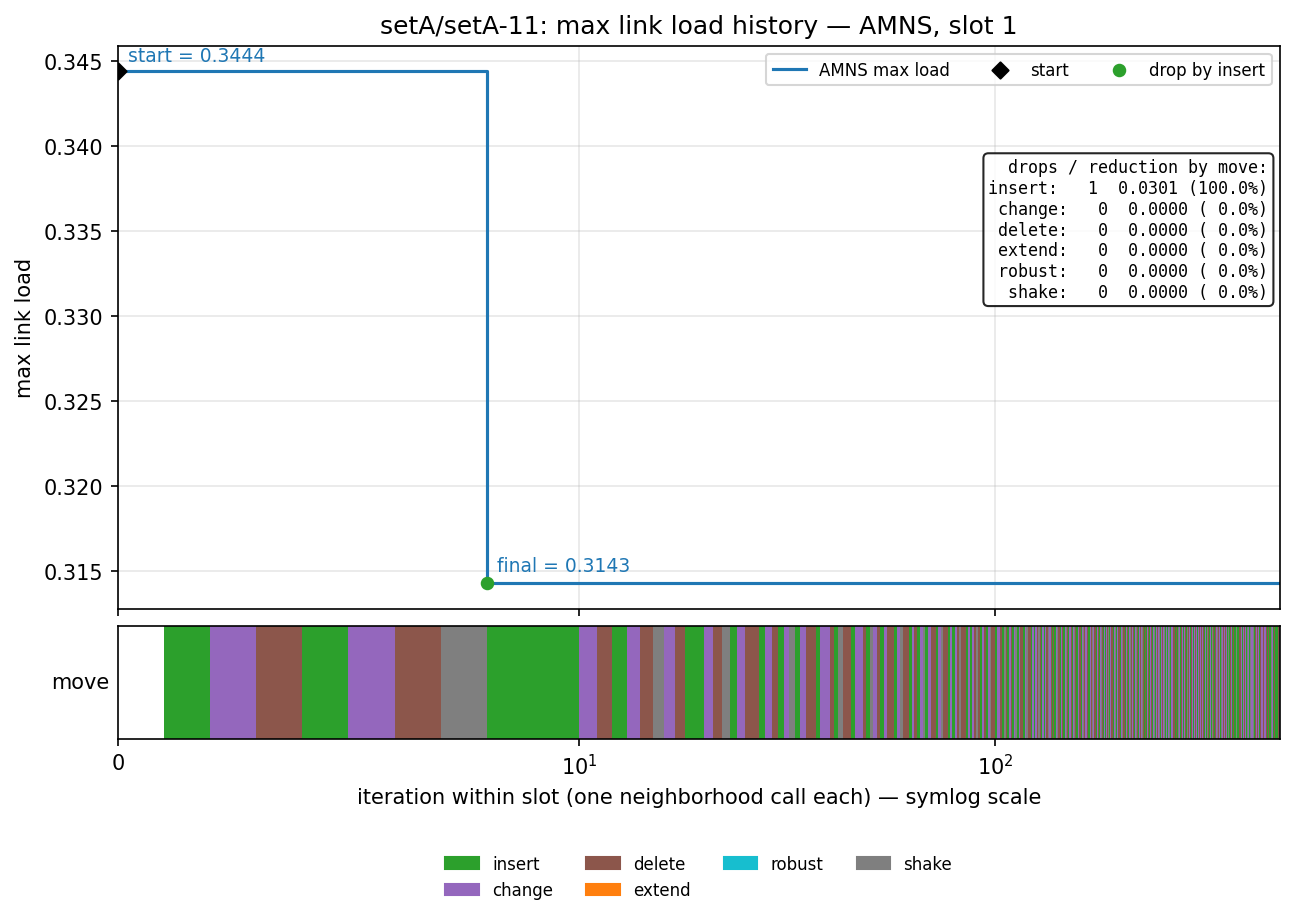 setA/setA-11: max link load history — AMNS, slot 1
start = 0.3444
AMNS max load
start
drop by insert
0.345
0.340
0.335
0.330
0.325
0.320
0.315
max link load
drops / reduction by move:
insert:   1  0.0301 (100.0%)
change:   0  0.0000 ( 0.0%)
delete:   0  0.0000 ( 0.0%)
extend:   0  0.0000 ( 0.0%)
robust:   0  0.0000 ( 0.0%)
shake:   0  0.0000 ( 0.0%)
final = 0.3143
move
0
10¹
10²
iteration within slot (one neighborhood call each) — symlog scale
insert
delete
robust
shake
change
extend